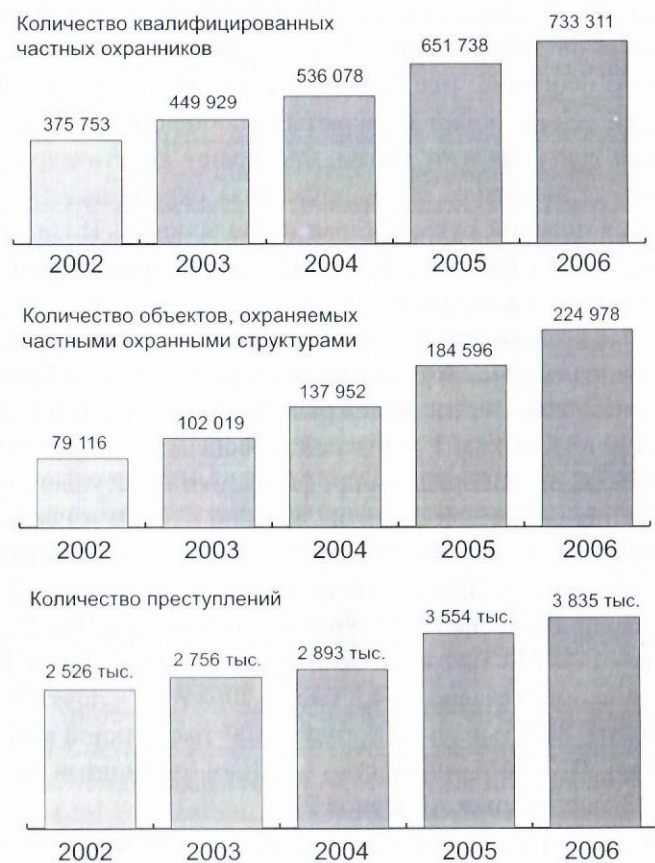 Количество квалифицированных
частных охранников
375 753
449 929
536 078
651 738
733 311
2002 2003 2004 2005 2006
Количество объектов, охраняемых
частными охранными структурами
79 116
102 019
137 952
184 596
224 978
2002 2003 2004 2005 2006
Количество преступлений
2 526 тыс.
2 756 тыс.
2 893 тыс.
3 554 тыс.
3 835 тыс.
2002 2003 2004 2005 2006